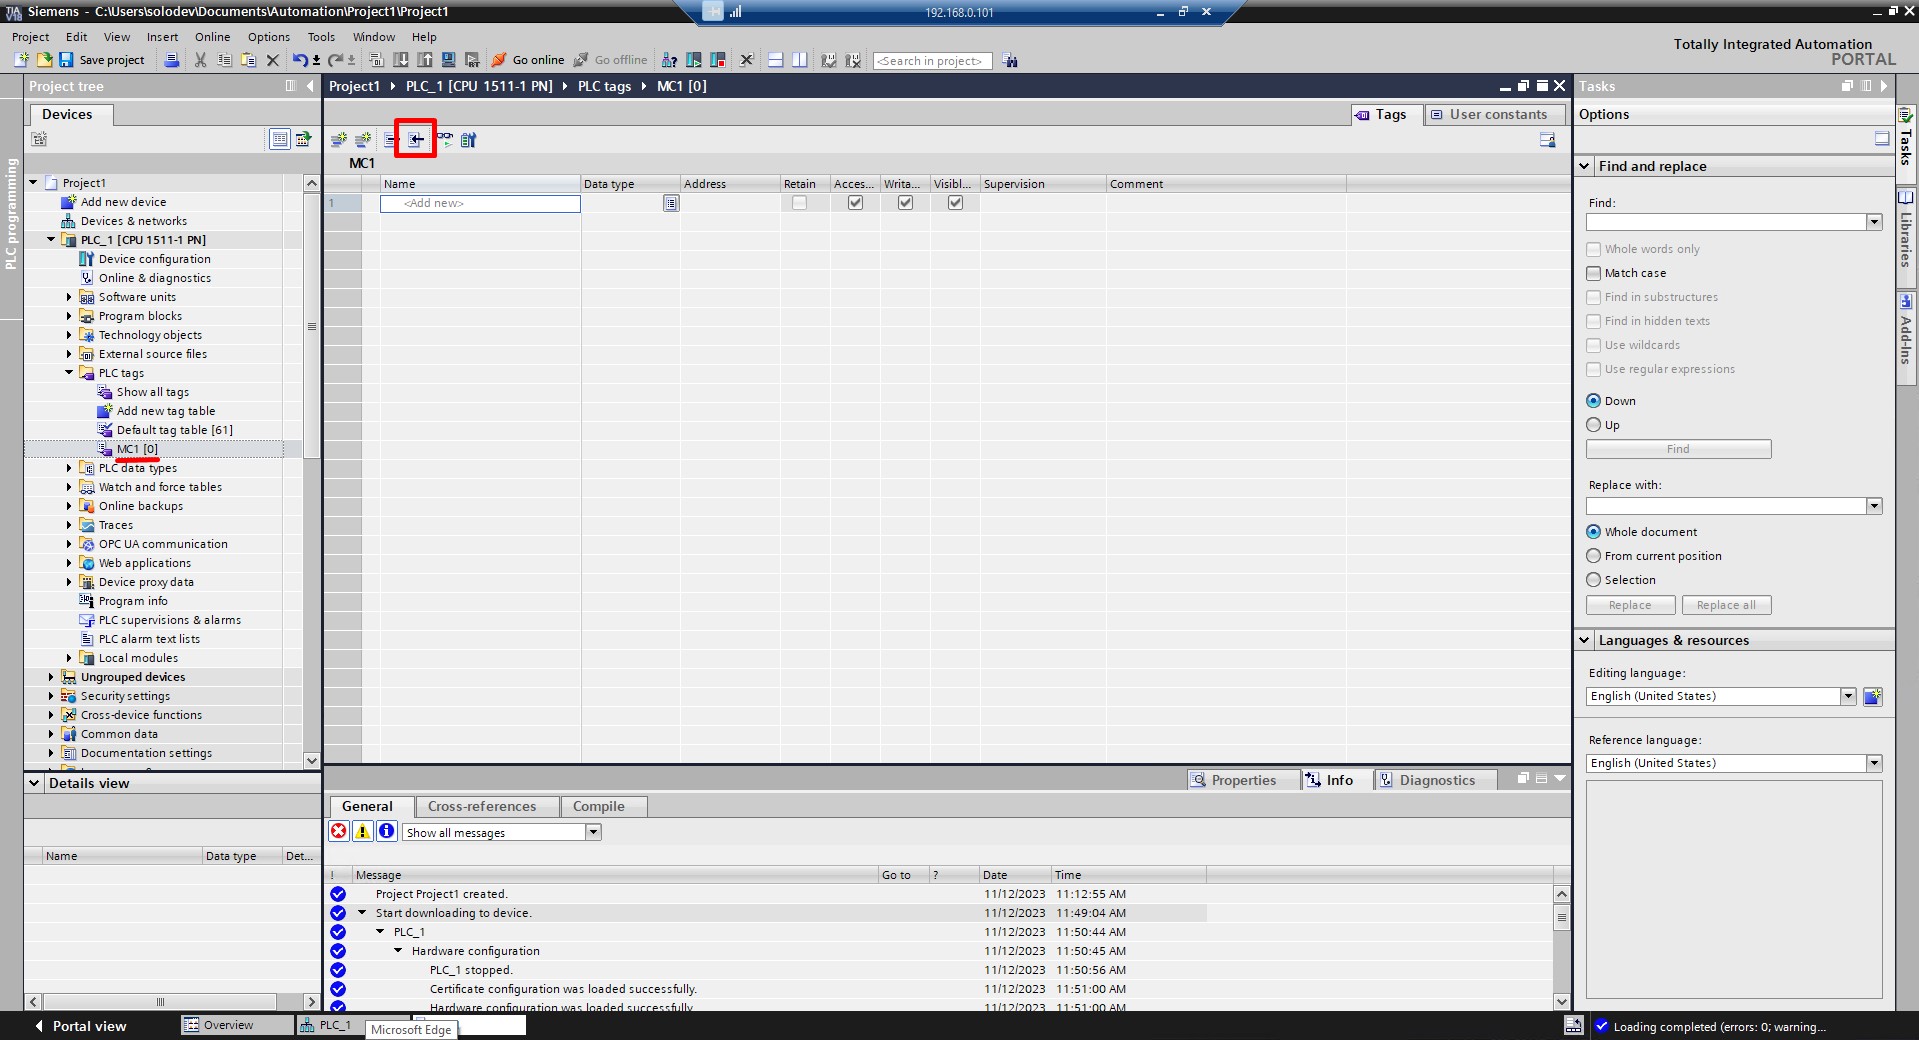 Siemens - C:\Users\solodev\Documents\Automation\Project1\Project1
192.168.0.101
Project Edit View Insert Online Options Tools Window Help
Totally Integrated Automation
PORTAL
Save project
Go online
Go offline
<Search in project>
Project tree
Project1 PLC_1 [CPU 1511-1 PN] PLC tags MC1 [0]
Tasks
Devices
Tags
User constants
Options
MC1
Find and replace
Name Data type Address Retain Acces... Writa... Visibl... Supervision Comment
1 <Add new>
PLC programming
Project1
Add new device
Devices & networks
PLC_1 [CPU 1511-1 PN]
Device configuration
Online & diagnostics
Software units
Program blocks
Technology objects
External source files
PLC tags
Show all tags
Add new tag table
Default tag table [61]
MC1 [0]
PLC data types
Watch and force tables
Online backups
Traces
OPC UA communication
Web applications
Device proxy data
Program info
PLC supervisions & alarms
PLC alarm text lists
Local modules
Ungrouped devices
Security settings
Cross-device functions
Common data
Documentation settings
Find:
Whole words only
Match case
Find in substructures
Find in hidden texts
Use wildcards
Use regular expressions
Down
Up
Find
Replace with:
Whole document
From current position
Selection
Replace Replace all
Languages & resources
Editing language:
English (United States)
Reference language:
English (United States)
Tasks
Libraries
Add-Ins
Details view
Name Data type Det...
Properties Info Diagnostics
General Cross-references Compile
Show all messages
! Message Go to ? Date Time
Project Project1 created. 11/12/2023 11:12:55 AM
Start downloading to device. 11/12/2023 11:49:04 AM
PLC_1 11/12/2023 11:50:44 AM
Hardware configuration 11/12/2023 11:50:45 AM
PLC_1 stopped. 11/12/2023 11:50:56 AM
Certificate configuration was loaded successfully. 11/12/2023 11:51:00 AM
Hardware configuration was loaded successfully 11/12/2023 11:51:00 AM
Portal view
Overview
PLC_1
Microsoft Edge
Loading completed (errors: 0; warning...